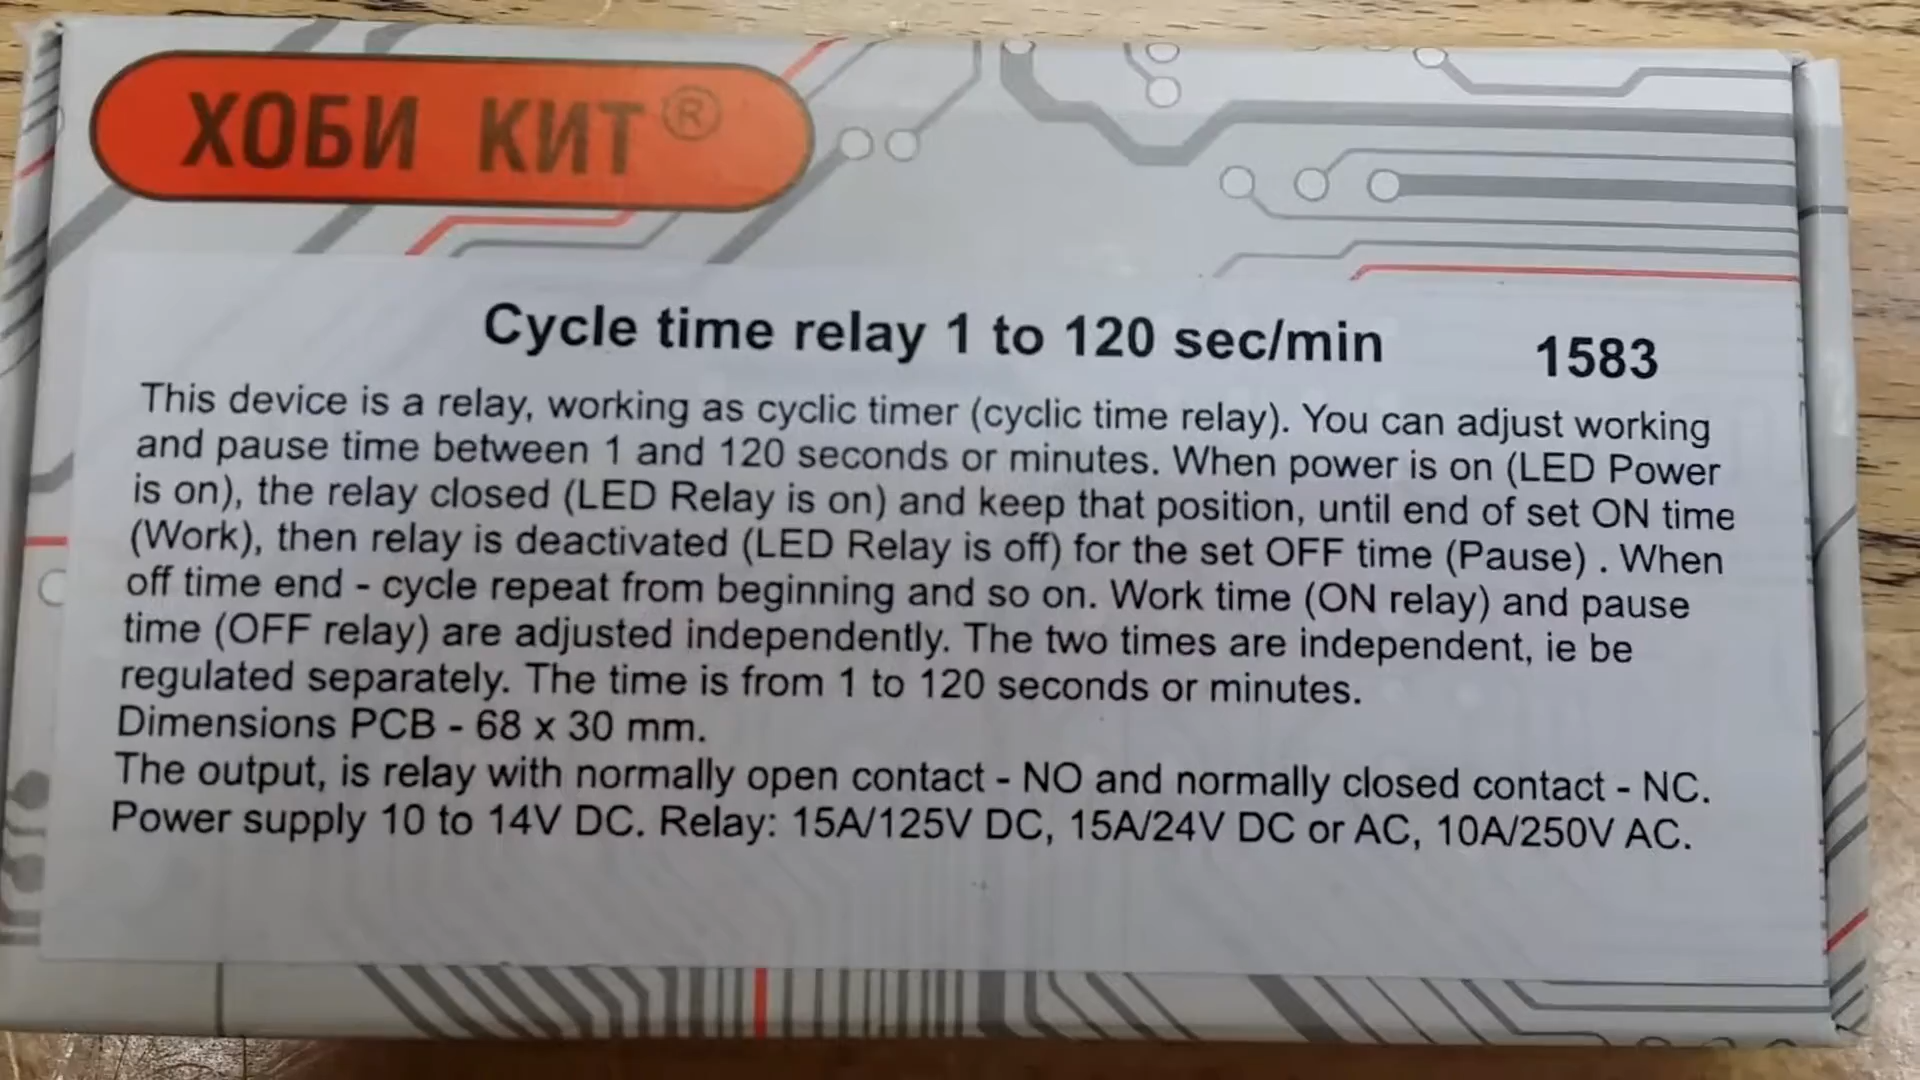 ХОБИ КИТ ®
Cycle time relay 1 to 120 sec/min 1583
This device is a relay, working as cyclic timer (cyclic time relay). You can adjust working
and pause time between 1 and 120 seconds or minutes. When power is on (LED Power
is on), the relay closed (LED Relay is on) and keep that position, until end of set ON time
(Work), then relay is deactivated (LED Relay is off) for the set OFF time (Pause) . When
off time end - cycle repeat from beginning and so on. Work time (ON relay) and pause
time (OFF relay) are adjusted independently. The two times are independent, ie be
regulated separately. The time is from 1 to 120 seconds or minutes.
Dimensions PCB - 68 x 30 mm.
The output, is relay with normally open contact - NO and normally closed contact - NC.
Power supply 10 to 14V DC. Relay: 15A/125V DC, 15A/24V DC or AC, 10A/250V AC.